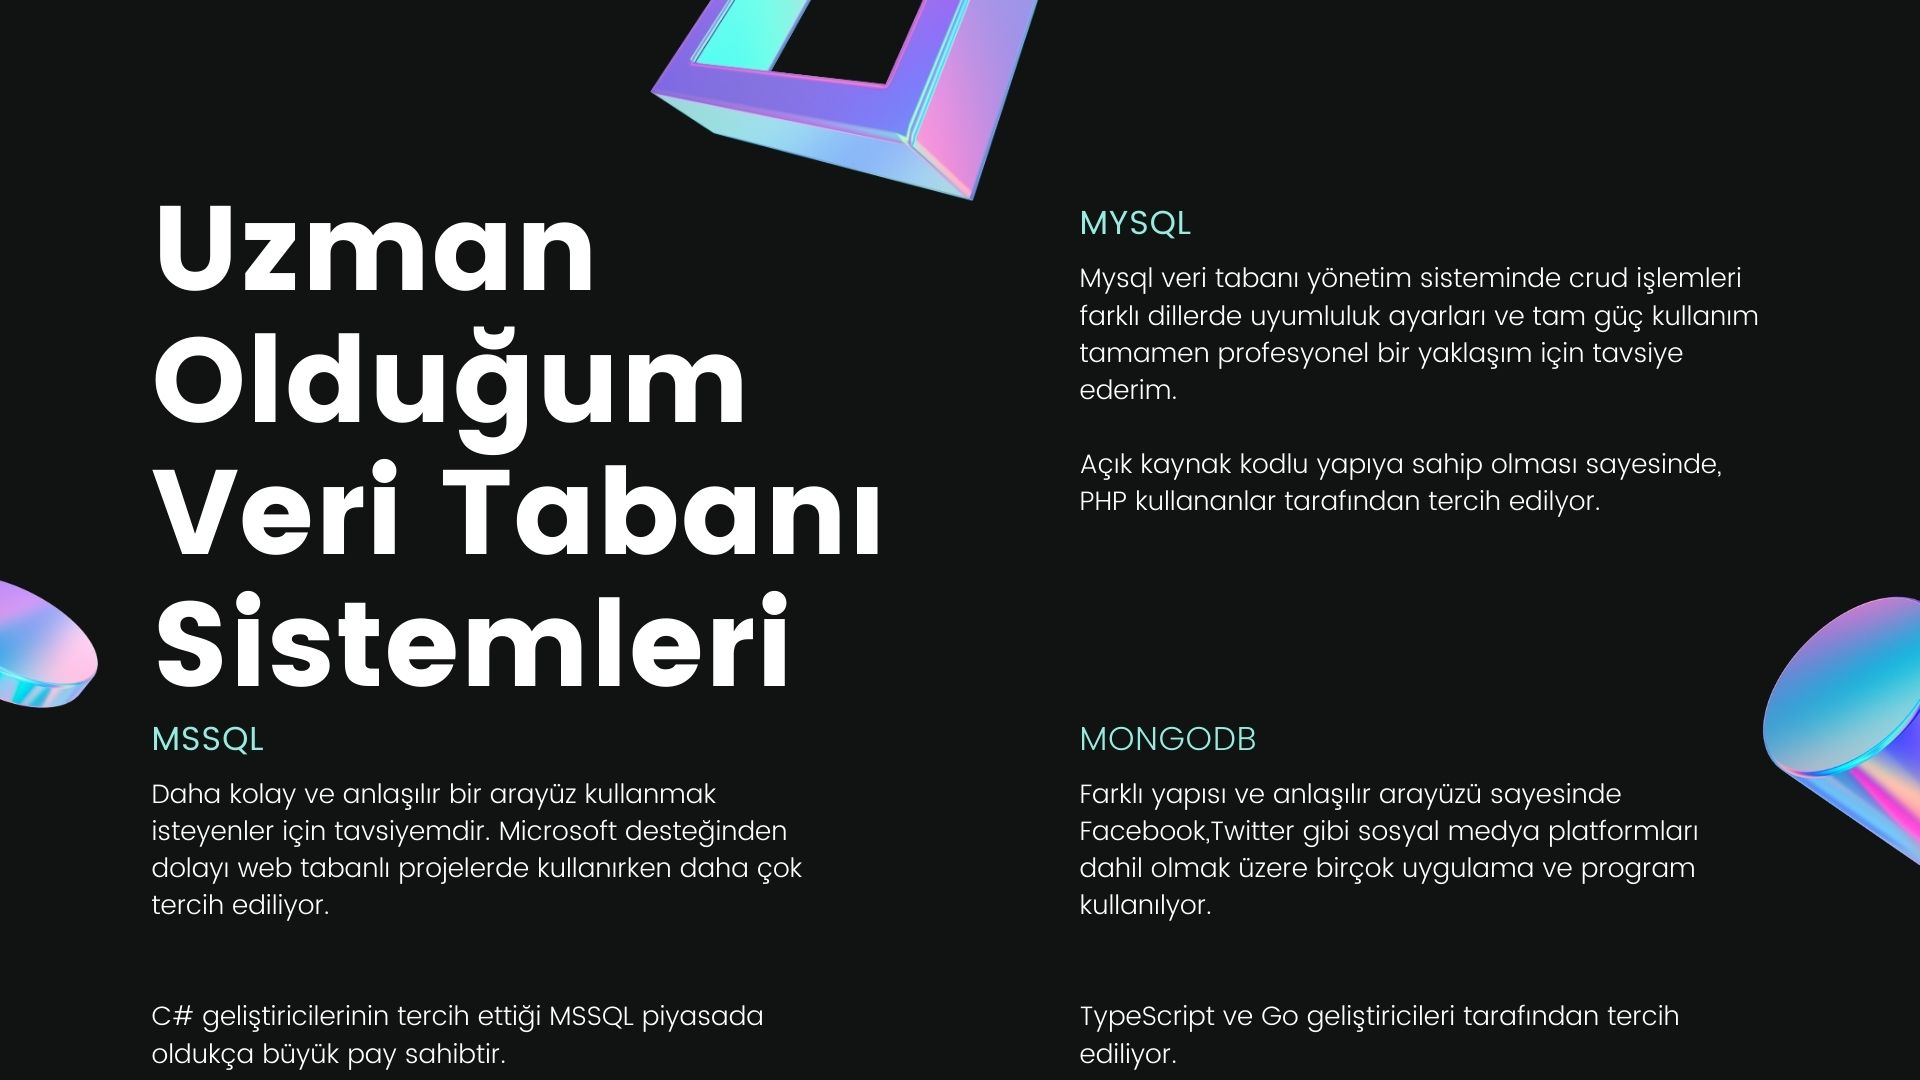 Uzman
Olduğum
Veri Tabanı
Sistemleri
MYSQL
Mysql veri tabanı yönetim sisteminde crud işlemleri
farklı dillerde uyumluluk ayarları ve tam güç kullanım
tamamen profesyonel bir yaklaşım için tavsiye
ederim.
Açık kaynak kodlu yapıya sahip olması sayesinde,
PHP kullananlar tarafından tercih edilyor.
MSSQL
Daha kolay ve anlaşılır bir arayüz kullanmak
isteyenler için tavsiyemdir. Microsoft desteğinden
dolayı web tabanlı projelerde kullanırken daha çok
tercih ediliyor.
C# geliştiricilerinin tercih ettiği MSSQL piyasada
oldukça büyük pay sahibtir.
MONGODB
Farklı yapısı ve anlaşılır arayüzü sayesinde
Facebook,Twitter gibi sosyal medya platformları
dahil olmak üzere birçok uygulama ve program
kullanılyor.
TypeScript ve Go geliştiricileri tarafından tercih
ediliyor.